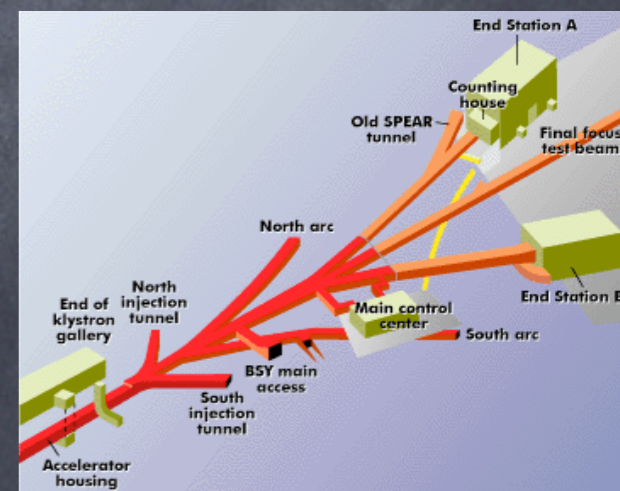 End Station A
Counting
house
Old SPEAR
tunnel
Final focus
test beam
North arc
North
injection
tunnel
End of
klystron
gallery
Main control
center
End Station B
South arc
BSY main
access
South
injection
tunnel
Accelerator
housing